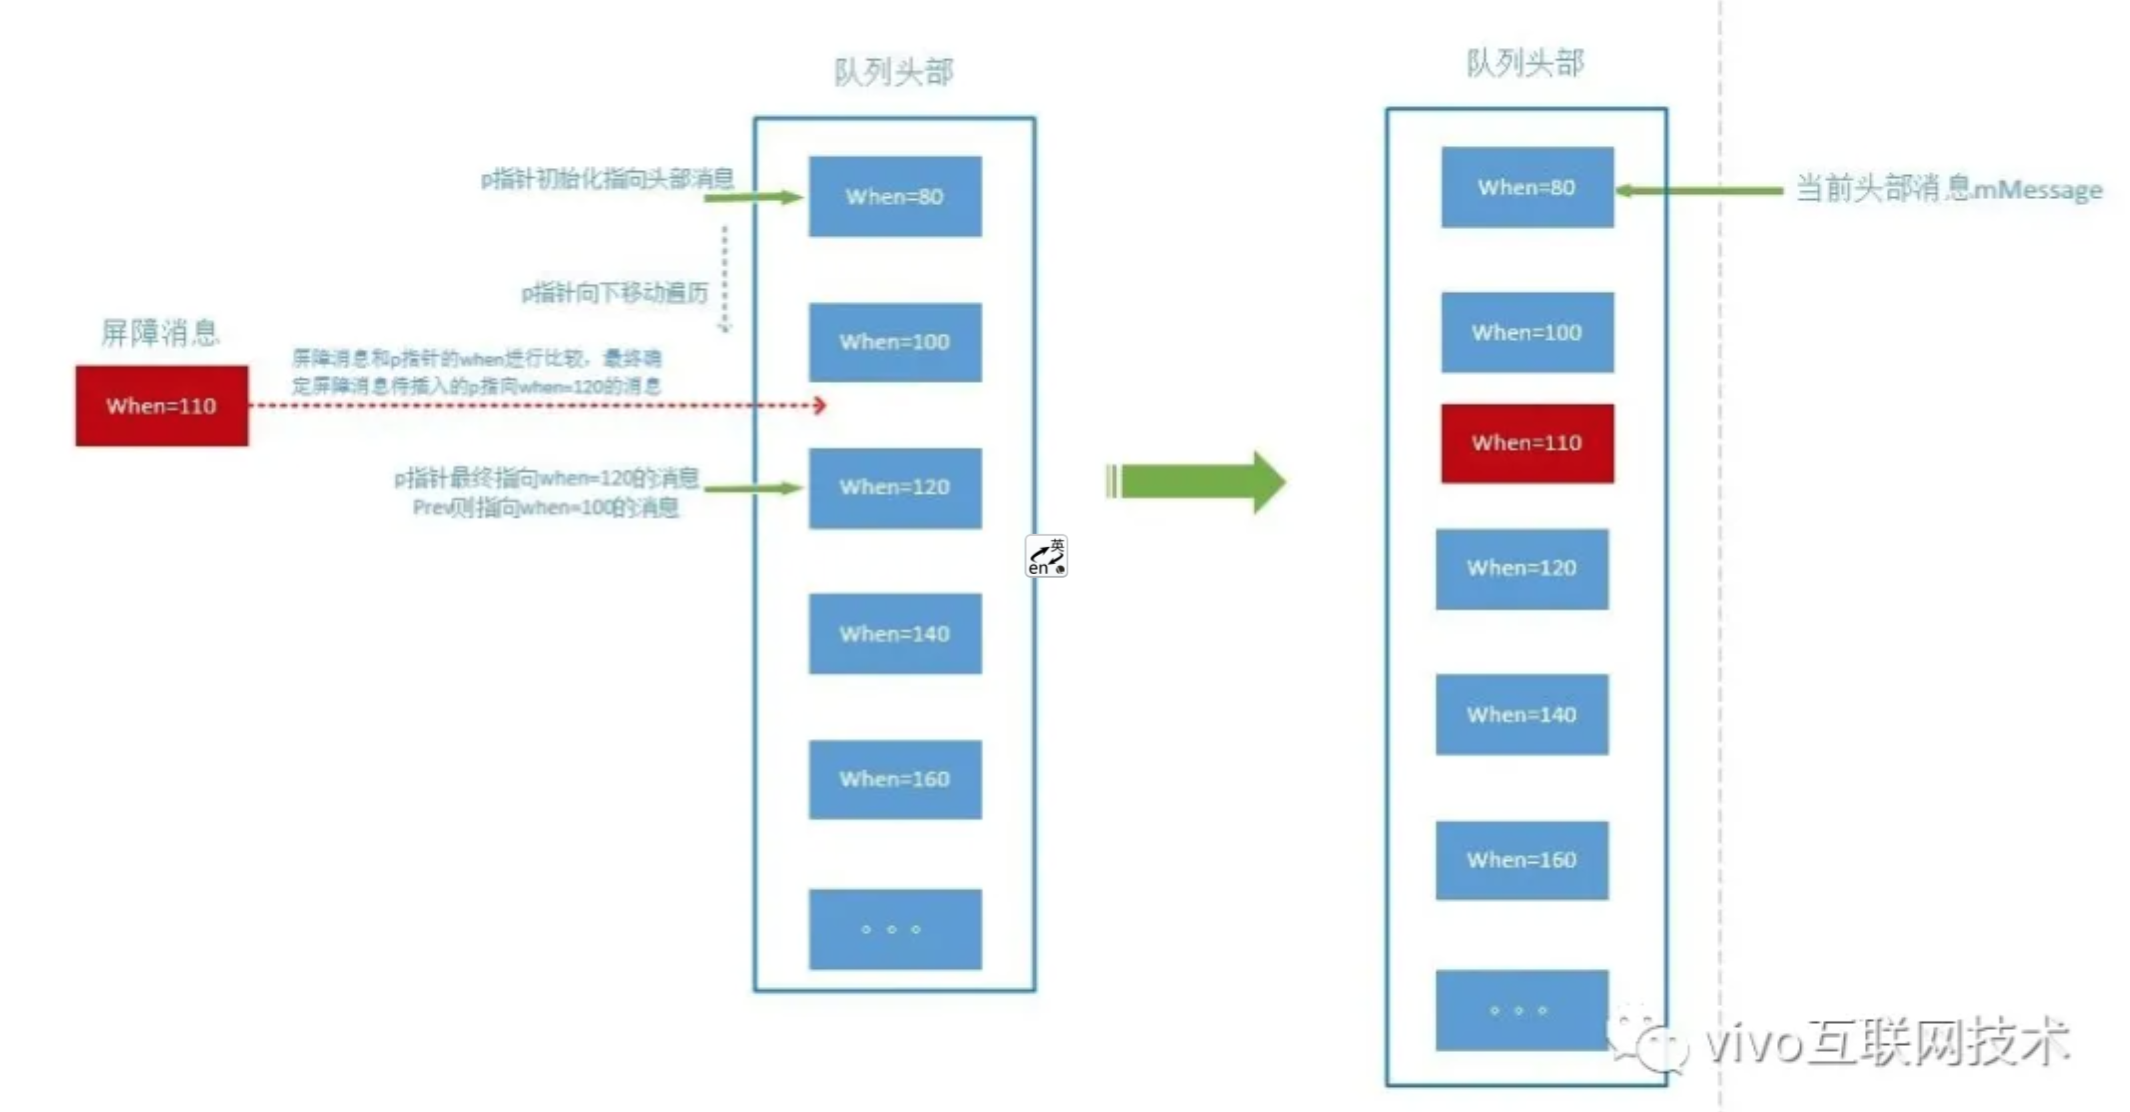 队列头部
p指针初始化指向头部消息
When=80
p指针向下移动遍历
When=100
屏障消息
屏障消息和p指针的when进行比较，最终确
定屏障消息待插入的p指向when=120的消息
When=110
p指针最终指向when=120的消息
Prev则指向when=100的消息
When=120
英
en
When=140
When=160
。。。
队列头部
When=80
当前头部消息mMessage
When=100
When=110
When=120
When=140
When=160
。。。
vivo互联网技术